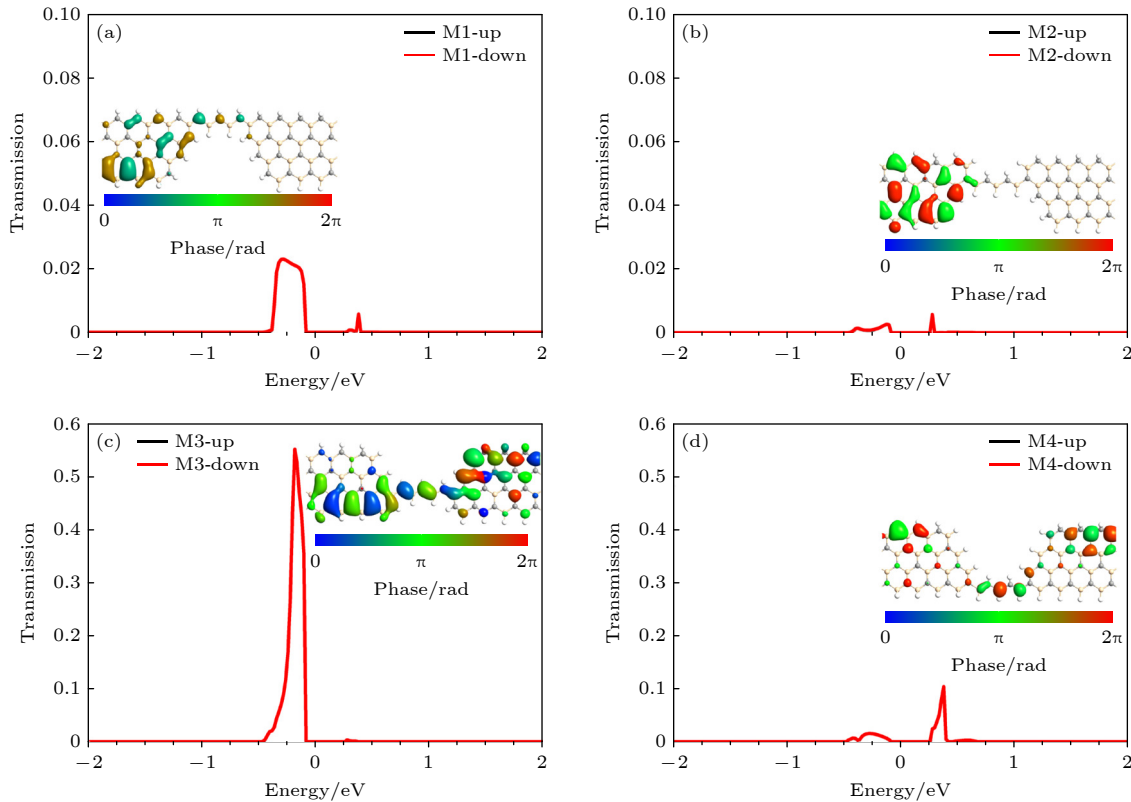 (a)
M1-up
M1-down
0.10
0.08
0.06
0.04
0.02
0
Transmission
0 π 2π
Phase/rad
−2 −1 0 1 2
Energy/eV
(b)
M2-up
M2-down
0.10
0.08
0.06
0.04
0.02
0
Transmission
0 π 2π
Phase/rad
−2 −1 0 1 2
Energy/eV
(c)
M3-up
M3-down
0.6
0.5
0.4
0.3
0.2
0.1
0
Transmission
0 π 2π
Phase/rad
−2 −1 0 1 2
Energy/eV
(d)
M4-up
M4-down
0.6
0.5
0.4
0.3
0.2
0.1
0
Transmission
0 π 2π
Phase/rad
−2 −1 0 1 2
Energy/eV